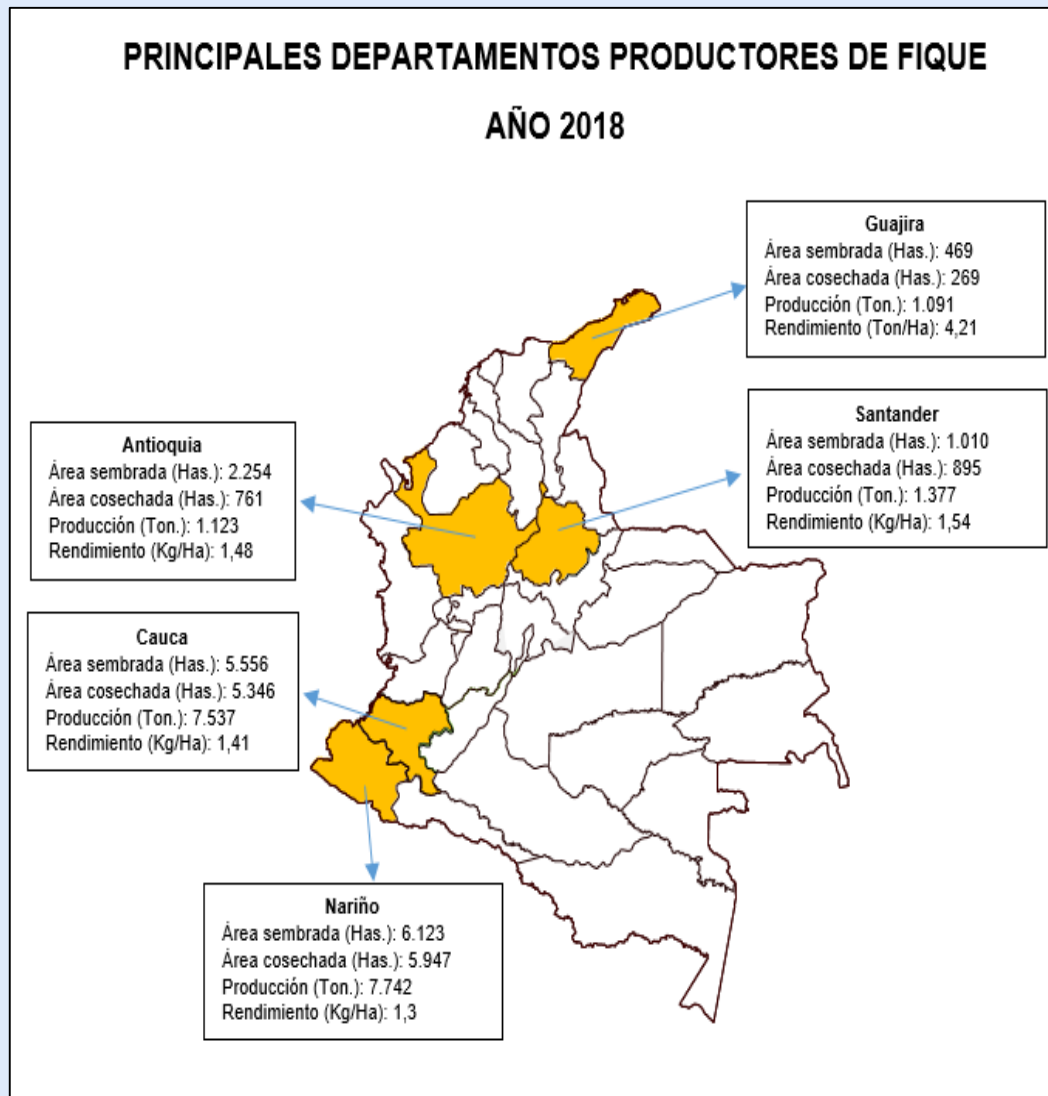 PRINCIPALES DEPARTAMENTOS PRODUCTORES DE FIQUE
AÑO 2018
Guajira
Área sembrada (Has.): 469
Área cosechada (Has.): 269
Producción (Ton.): 1.091
Rendimiento (Ton/Ha): 4,21
Santander
Área sembrada (Has.): 1.010
Área cosechada (Has.): 895
Producción (Ton.): 1.377
Rendimiento (Kg/Ha): 1,54
Antioquia
Área sembrada (Has.): 2.254
Área cosechada (Has.): 761
Producción (Ton.): 1.123
Rendimiento (Kg/Ha): 1,48
Cauca
Área sembrada (Has.): 5.556
Área cosechada (Has.): 5.346
Producción (Ton.): 7.537
Rendimiento (Kg/Ha): 1,41
Nariño
Área sembrada (Has.): 6.123
Área cosechada (Has.): 5.947
Producción (Ton.): 7.742
Rendimiento (Kg/Ha): 1,3